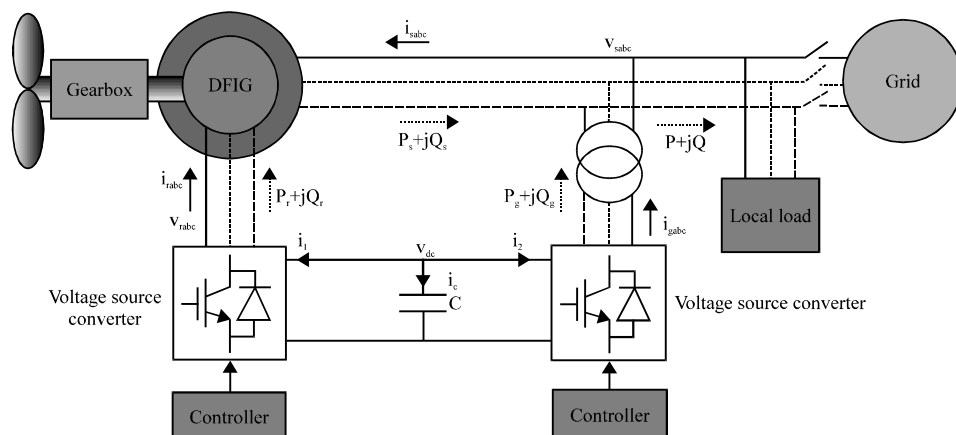 i_sabc
v_sabc
Gearbox
DFIG
Grid
P_s+jQ_s
P+jQ
i_rabc
P_r+jQ_r
v_rabc
P_g+jQ_g
i_gabc
Local load
i_1
v_dc
i_2
i_c
C
Voltage source
converter
Voltage source converter
Controller
Controller